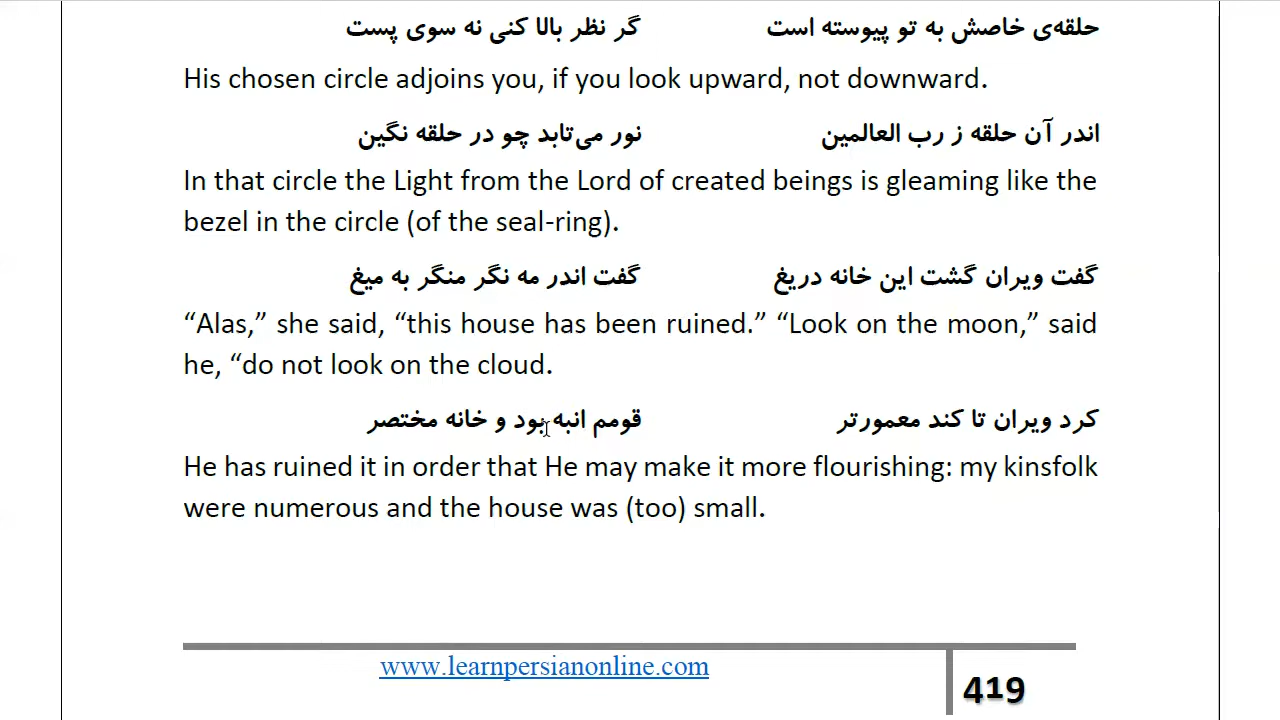 حلقه‌ی خاصش به تو پیوسته است گر نظر بالا کنی نه سوی پست
His chosen circle adjoins you, if you look upward, not downward.
اندر آن حلقه ز رب العالمین نور می‌تابد چو در حلقه نگین
In that circle the Light from the Lord of created beings is gleaming like the
bezel in the circle (of the seal-ring).
گفت ویران گشت این خانه دریغ گفت اندر مه نگر منگر به میغ
“Alas,” she said, “this house has been ruined.” “Look on the moon,” said
he, “do not look on the cloud.
کرد ویران تا کند معمورتر قومم انبه بود و خانه مختصر
He has ruined it in order that He may make it more flourishing: my kinsfolk
were numerous and the house was (too) small.
www.learnpersianonline.com
419